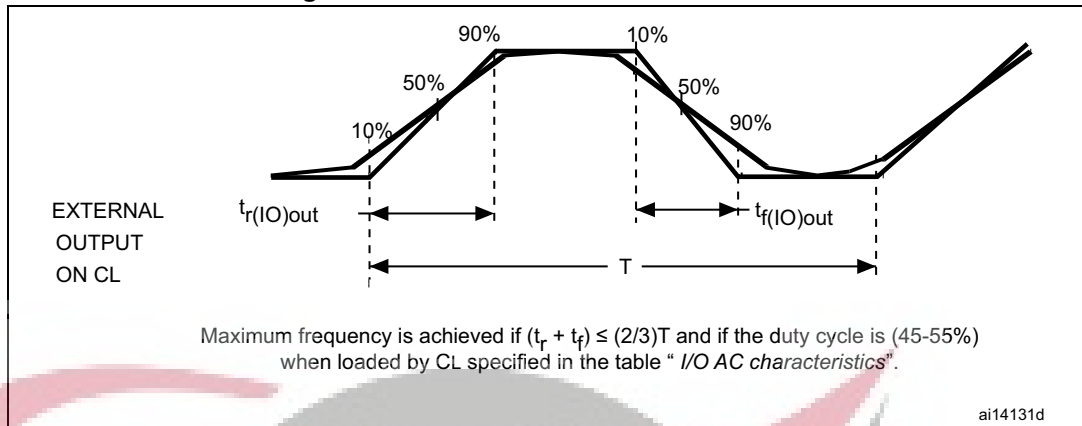 90%
10%
50%
50%
10%
90%
EXTERNAL
OUTPUT
ON CL
tr(IO)out
tf(IO)out
T
Maximum frequency is achieved if (tr + tf) ≤ (2/3)T and if the duty cycle is (45-55%)
when loaded by CL specified in the table “ I/O AC characteristics”.
ai14131d